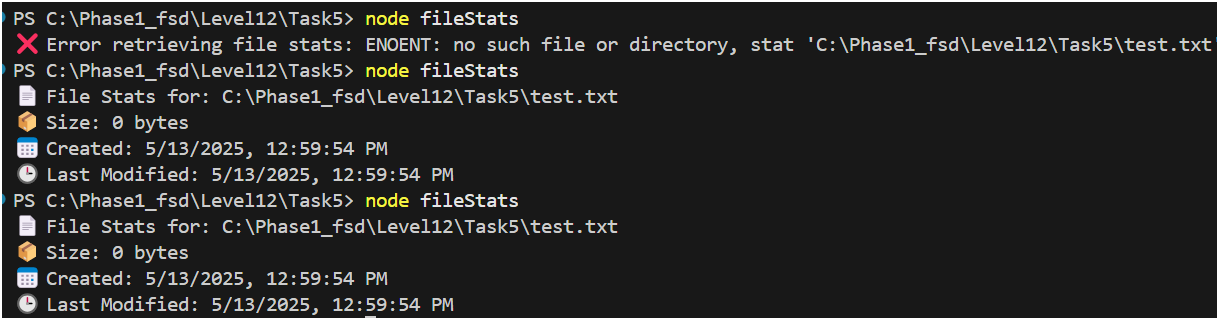 PS C:\Phase1_fsd\Level12\Task5> node fileStats
❌ Error retrieving file stats: ENOENT: no such file or directory, stat 'C:\Phase1_fsd\Level12\Task5\test.txt'
PS C:\Phase1_fsd\Level12\Task5> node fileStats
📄 File Stats for: C:\Phase1_fsd\Level12\Task5\test.txt
📦 Size: 0 bytes
📅 Created: 5/13/2025, 12:59:54 PM
🕒 Last Modified: 5/13/2025, 12:59:54 PM
PS C:\Phase1_fsd\Level12\Task5> node fileStats
📄 File Stats for: C:\Phase1_fsd\Level12\Task5\test.txt
📦 Size: 0 bytes
📅 Created: 5/13/2025, 12:59:54 PM
🕒 Last Modified: 5/13/2025, 12:59:54 PM